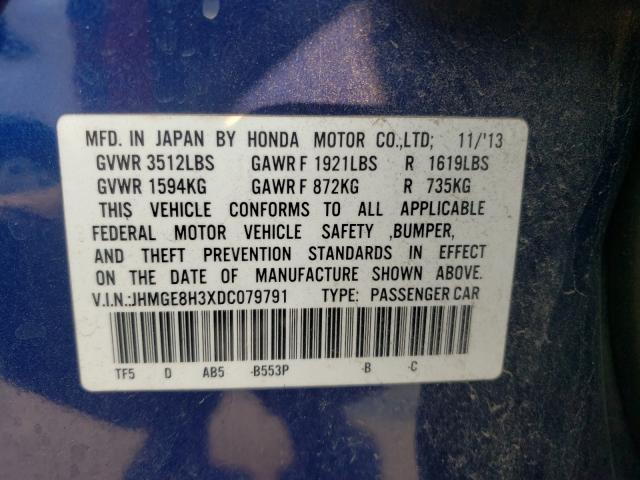 MFD. IN JAPAN BY HONDA MOTOR CO.,LTD; 11/'13
GVWR 3512LBS GAWR F 1921LBS R 1619LBS
GVWR 1594KG GAWR F 872KG R 735KG
THIS VEHICLE CONFORMS TO ALL APPLICABLE
FEDERAL MOTOR VEHICLE SAFETY ,BUMPER,
AND THEFT PREVENTION STANDARDS IN EFFECT
ON THE DATE OF MANUFACTURE SHOWN ABOVE.
V.I.N.:JHMGE8H3XDC079791 TYPE: PASSENGER CAR
TF5 D AB5 -B553P -B -C